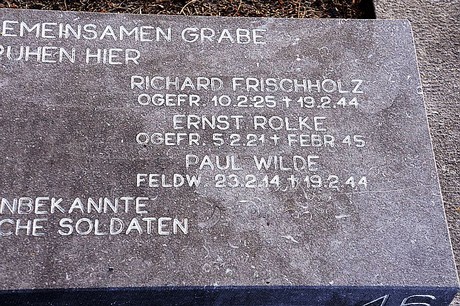 EMEINSAMEN GRABE
RUHEN HIER
RICHARD FRISCHHOLZ
OGEFR. 10.2.25 † 19.2.44
ERNST ROLKE
OGEFR. 5.2.21 † FEBR 45
PAUL WILDE
FELDW. 23.2.14 † 19.2.44
NBEKANNTE
CHE SOLDATEN